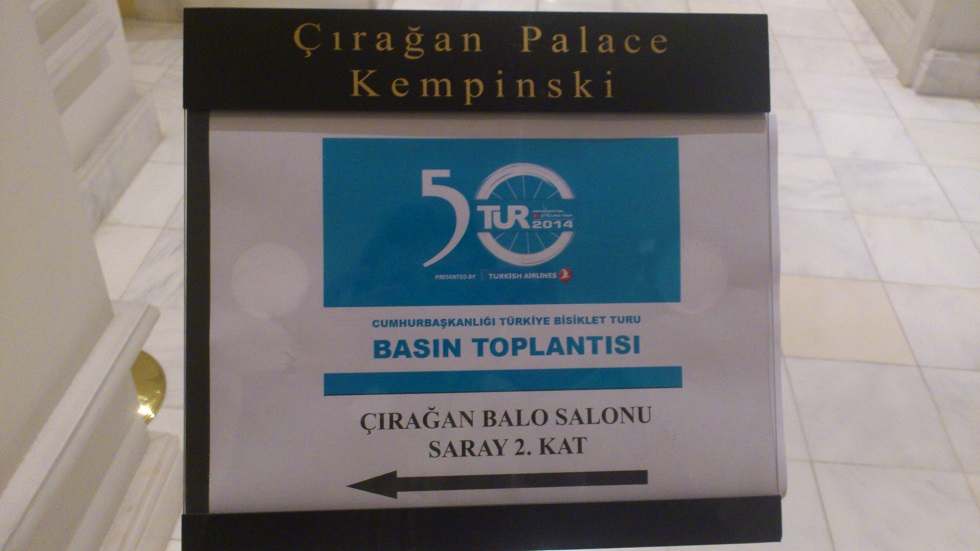 Çırağan Palace
Kempinski
50
TUR
2014
PRESENTED BY TURKISH AIRLINES
CUMHURBAŞKANLIĞI TÜRKİYE BİSİKLET TURU
BASIN TOPLANTISI
ÇIRAĞAN BALO SALONU
SARAY 2. KAT